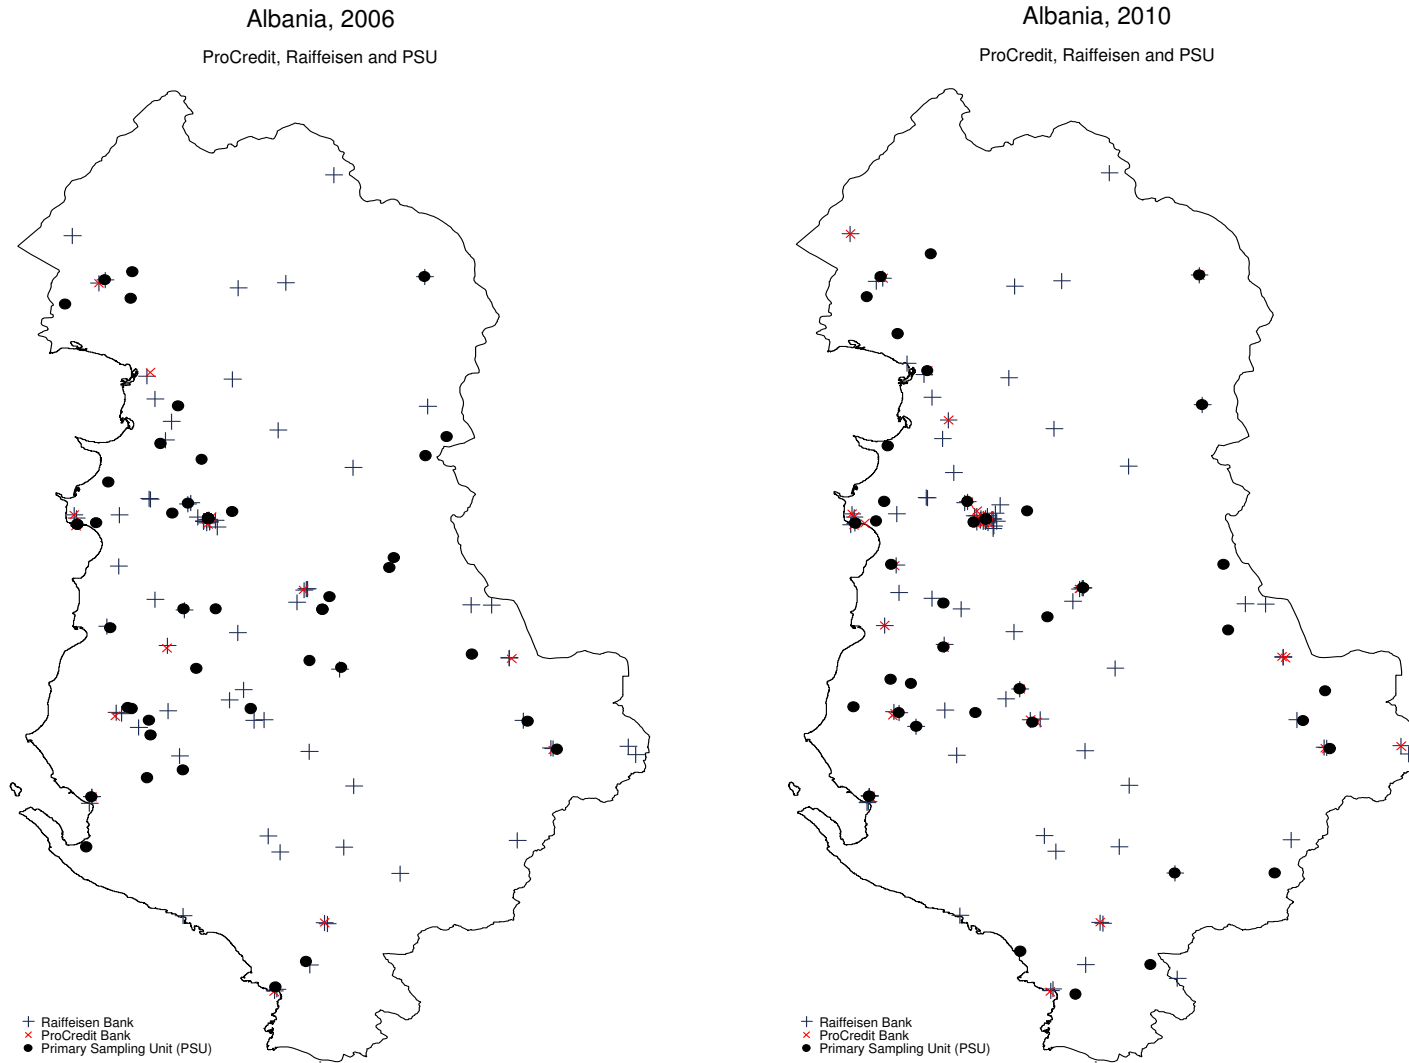 Albania, 2006
ProCredit, Raiffeisen and PSU
Raiffeisen Bank
ProCredit Bank
Primary Sampling Unit (PSU)
Albania, 2010
ProCredit, Raiffeisen and PSU
Raiffeisen Bank
ProCredit Bank
Primary Sampling Unit (PSU)